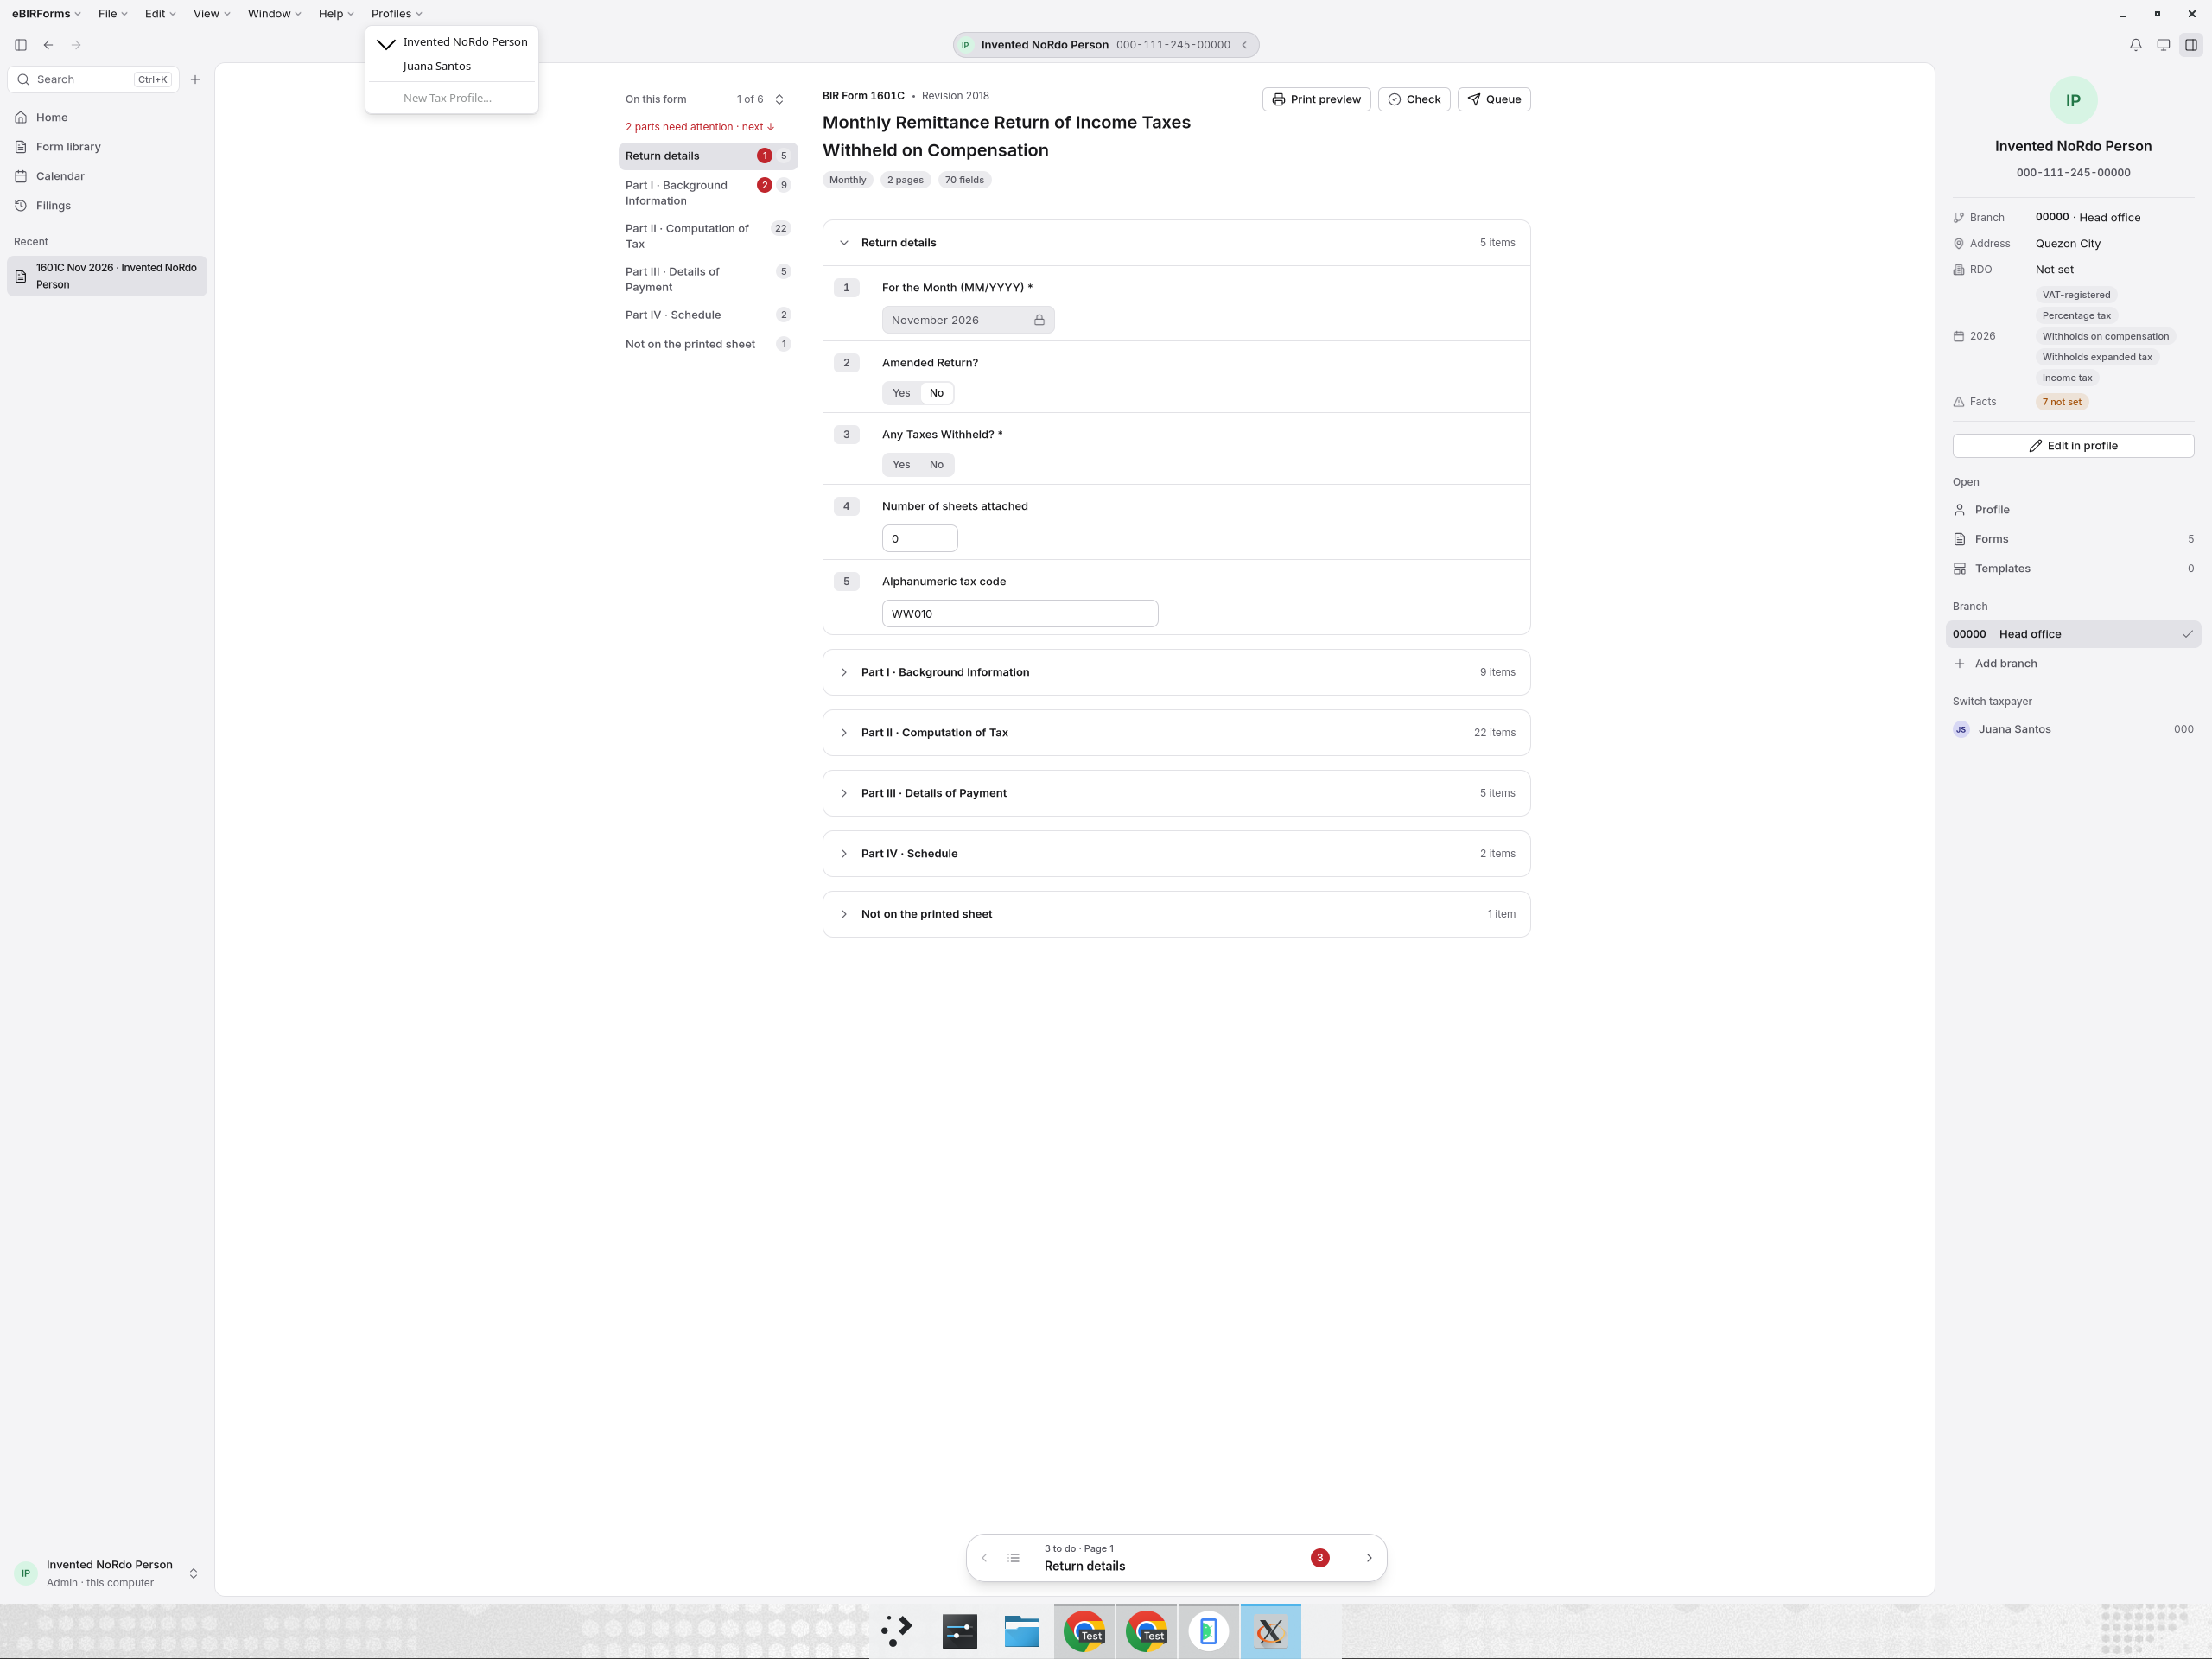 eBIRForms
File
Edit
View
Window
Help
Profiles
Invented NoRdo Person
Juana Santos
New Tax Profile...
IP
Invented NoRdo Person
000-111-245-00000
Search
Ctrl+K
Home
Form library
Calendar
Filings
Recent
1601C Nov 2026 · Invented NoRdo
Person
On this form
1 of 6
2 parts need attention · next ↓
Return details
1
5
Part I · Background
Information
2
9
Part II · Computation of
Tax
22
Part III · Details of
Payment
5
Part IV · Schedule
2
Not on the printed sheet
1
BIR Form 1601C • Revision 2018
Monthly Remittance Return of Income Taxes
Withheld on Compensation
Monthly
2 pages
70 fields
Print preview
Check
Queue
Return details
5 items
1
For the Month (MM/YYYY) *
November 2026
2
Amended Return?
Yes
No
3
Any Taxes Withheld? *
Yes
No
4
Number of sheets attached
0
5
Alphanumeric tax code
WW010
Part I · Background Information
9 items
Part II · Computation of Tax
22 items
Part III · Details of Payment
5 items
Part IV · Schedule
2 items
Not on the printed sheet
1 item
3 to do · Page 1
Return details
3
IP
Invented NoRdo Person
000-111-245-00000
Branch
00000 · Head office
Address
Quezon City
RDO
Not set
2026
VAT-registered
Percentage tax
Withholds on compensation
Withholds expanded tax
Income tax
Facts
7 not set
Edit in profile
Open
Profile
Forms
5
Templates
0
Branch
00000
Head office
Add branch
Switch taxpayer
JS
Juana Santos
000
IP
Invented NoRdo Person
Admin · this computer
Test
Test